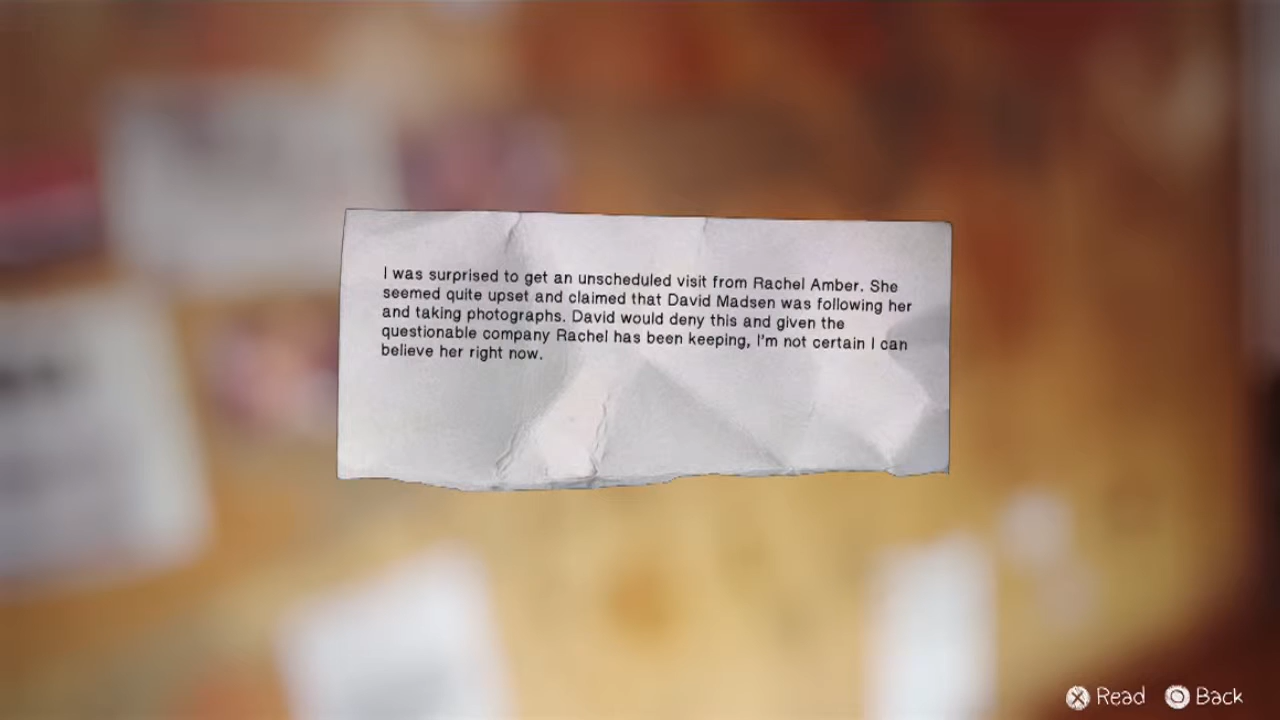 I was surprised to get an unscheduled visit from Rachel Amber. She
seemed quite upset and claimed that David Madsen was following her
and taking photographs. David would deny this and given the
questionable company Rachel has been keeping, I'm not certain I can
believe her right now.
Read Back